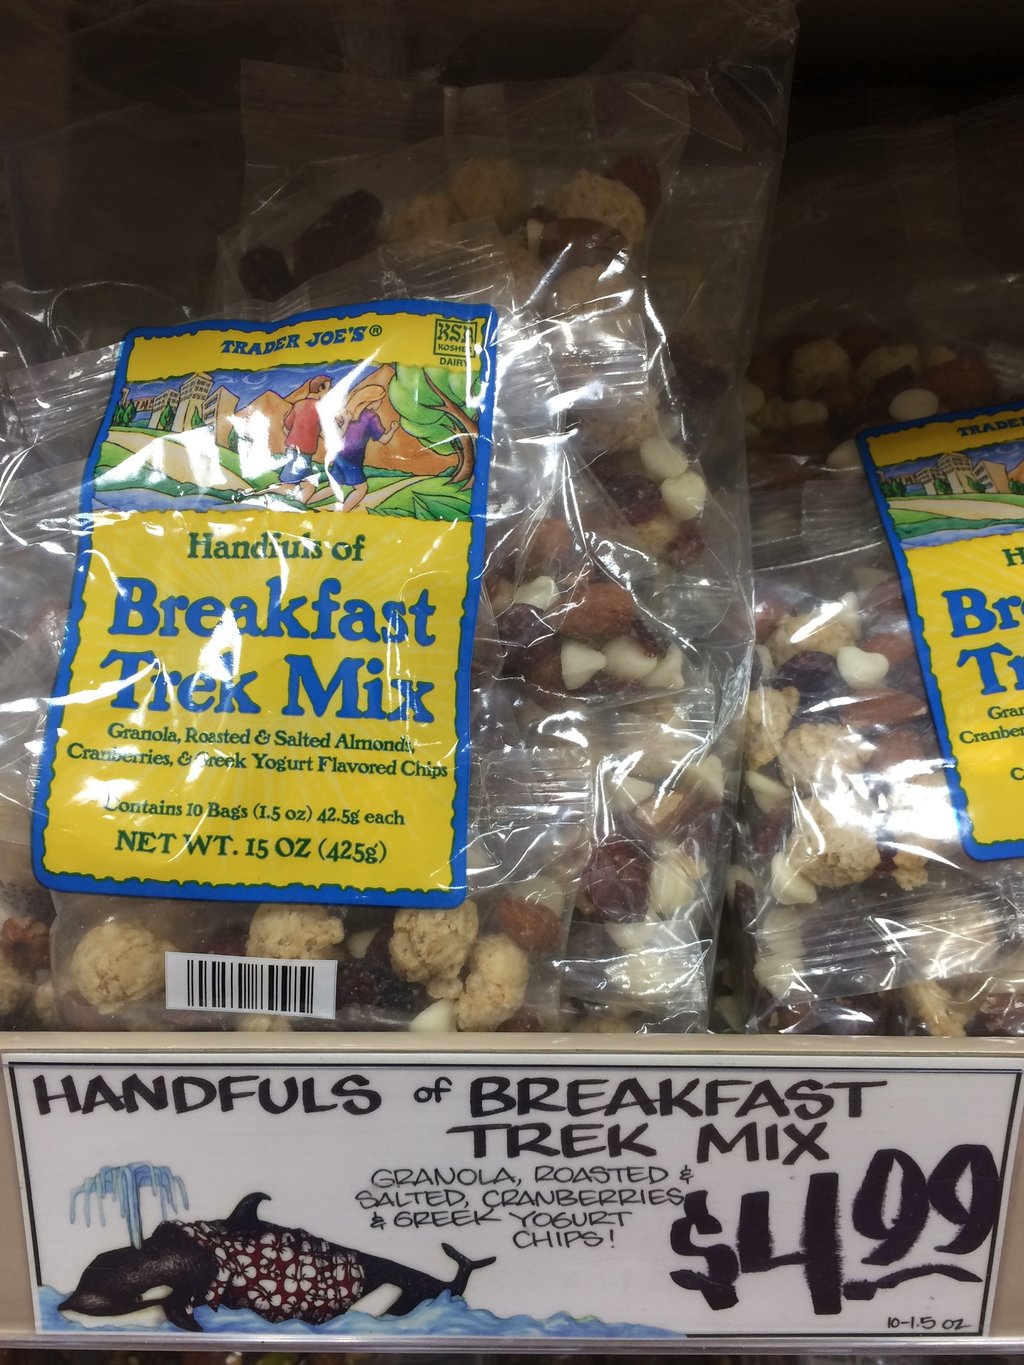 TRADER JOE'S®
KSA
KOSHER
DAIRY
Handfuls of
Breakfast
Trek Mix
Granola, Roasted & Salted Almonds,
Cranberries, & Greek Yogurt Flavored Chips
Contains 10 Bags (1.5 oz) 42.5g each
NET WT. 15 OZ (425g)
TRADER
HANDFULS of BREAKFAST
TREK MIX
GRANOLA, ROASTED &
SALTED, CRANBERRIES
& GREEK YOGURT
CHIPS!
$4.99
10-1.5 OZ